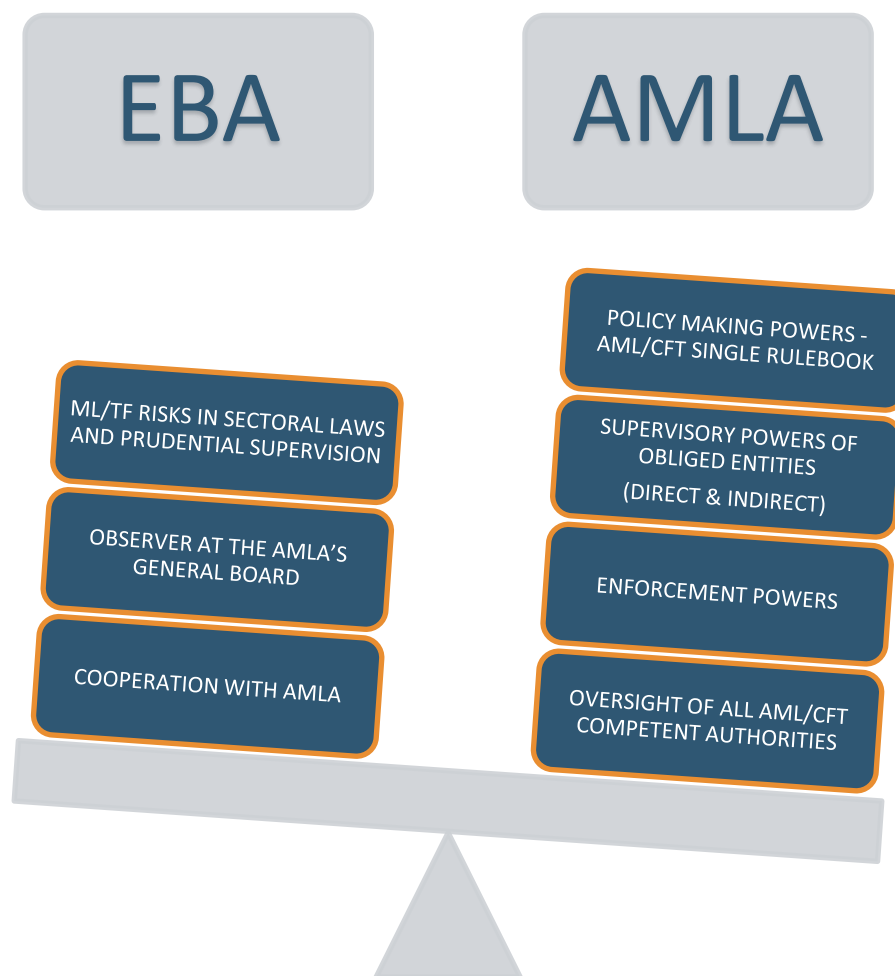 EBA
AMLA
ML/TF RISKS IN SECTORAL LAWS
AND PRUDENTIAL SUPERVISION
OBSERVER AT THE AMLA’S
GENERAL BOARD
COOPERATION WITH AMLA
POLICY MAKING POWERS -
AML/CFT SINGLE RULEBOOK
SUPERVISORY POWERS OF
OBLIGED ENTITIES
(DIRECT & INDIRECT)
ENFORCEMENT POWERS
OVERSIGHT OF ALL AML/CFT
COMPETENT AUTHORITIES